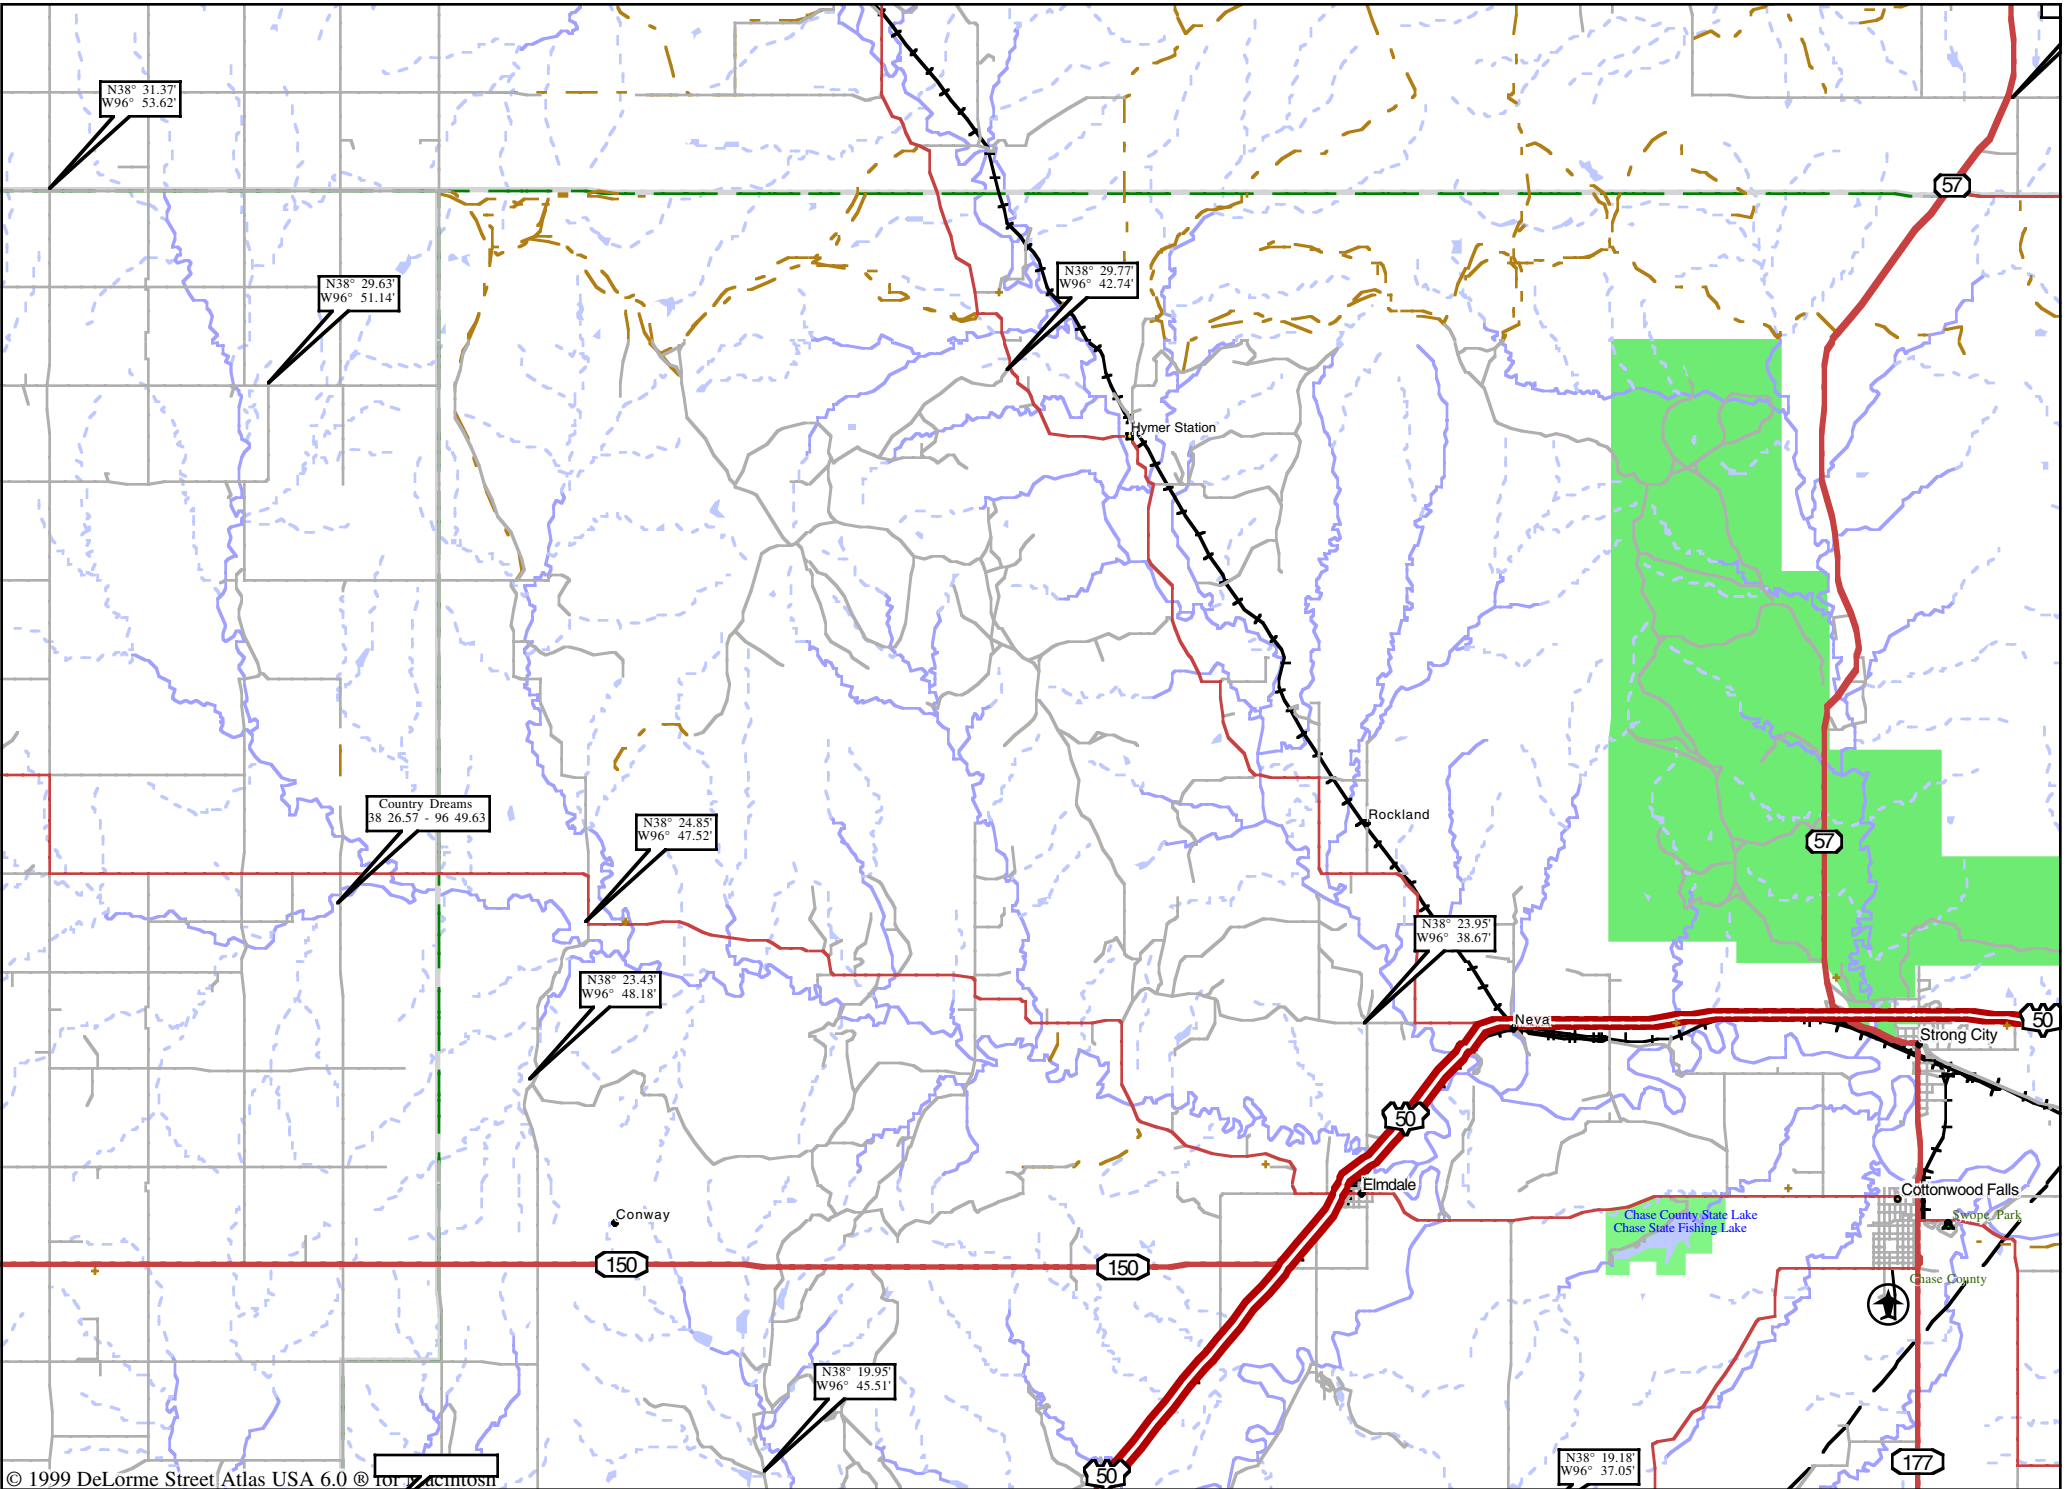 N38° 31.37'
W96° 53.62'
57
N38° 29.77'
W96° 42.74'
N38° 29.63'
W96° 51.14'
Hymer Station
Country Dreams
38 26.57 - 96 49.63
N38° 24.85'
W96° 47.52'
Rockland
57
N38° 23.95'
W96° 38.67'
N38° 23.43'
W96° 48.18'
Neva
50
Strong City
50
Elmdale
Cottonwood Falls
Conway
Chase County State Lake
Chase State Fishing Lake
Swope Park
150
150
Chase County
N38° 19.95'
W96° 45.51'
N38° 19.18'
W96° 37.05'
177
50
© 1999 DeLorme Street Atlas USA 6.0 ® for Macintosh